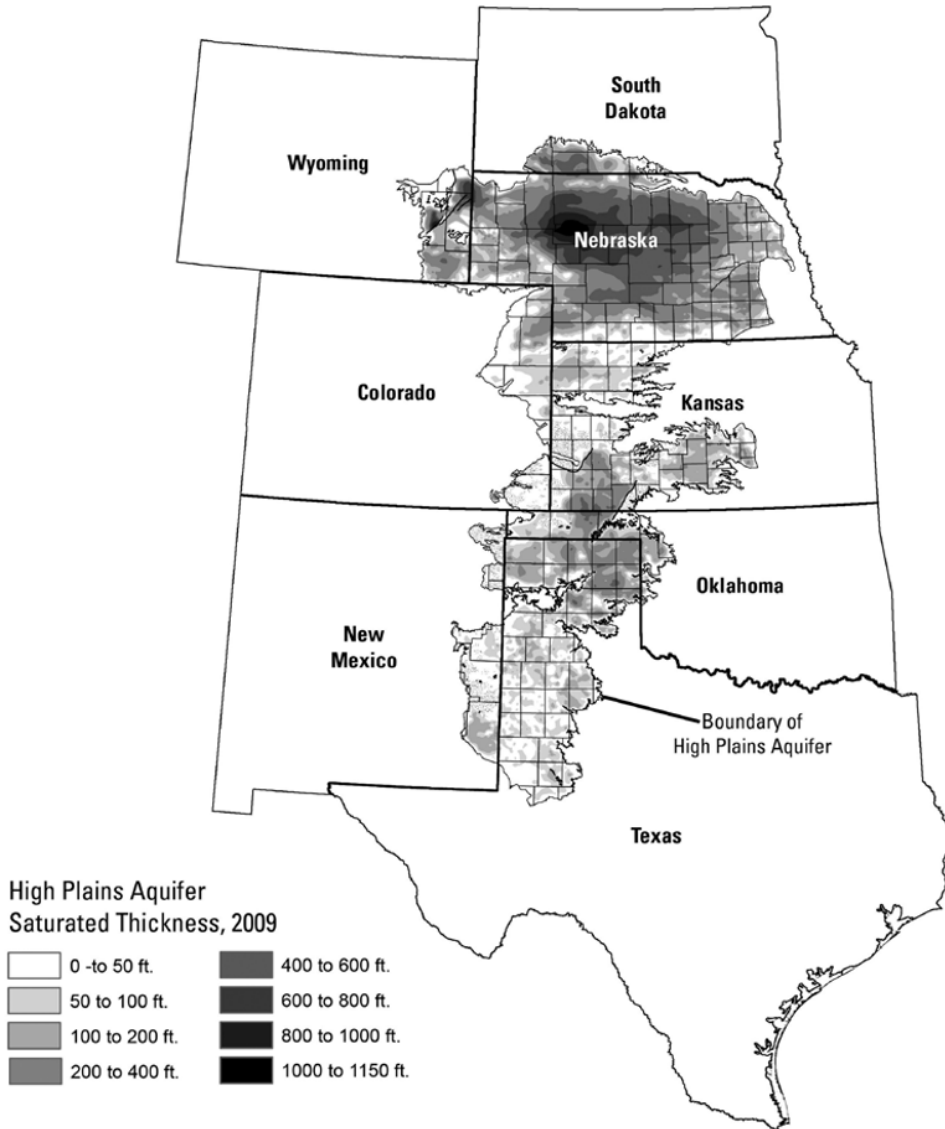 South
Dakota
Wyoming
Nebraska
Colorado
Kansas
Oklahoma
New
Mexico
Boundary of
High Plains Aquifer
Texas
High Plains Aquifer
Saturated Thickness, 2009
0 -to 50 ft.
50 to 100 ft.
100 to 200 ft.
200 to 400 ft.
400 to 600 ft.
600 to 800 ft.
800 to 1000 ft.
1000 to 1150 ft.